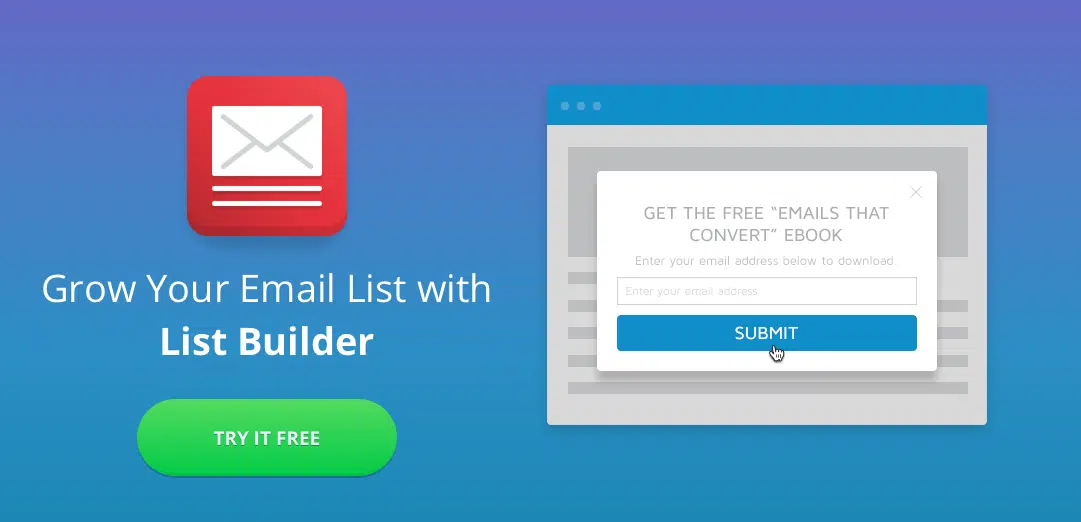 Grow Your Email List with
List Builder
TRY IT FREE
GET THE FREE “EMAILS THAT
CONVERT” EBOOK
Enter your email address below to download
Enter your email address
SUBMIT